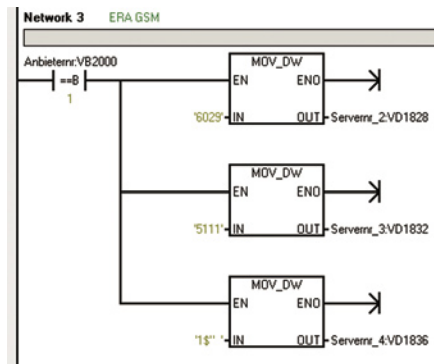 Network 3 ERA GSM
Anbieternr:VB2000
==B
1
MOV_DW
EN ENO
'6029' IN OUT Servernr_2:VD1828
MOV_DW
EN ENO
'5111' IN OUT Servernr_3:VD1832
MOV_DW
EN ENO
'1$'' ' IN OUT Servernr_4:VD1836